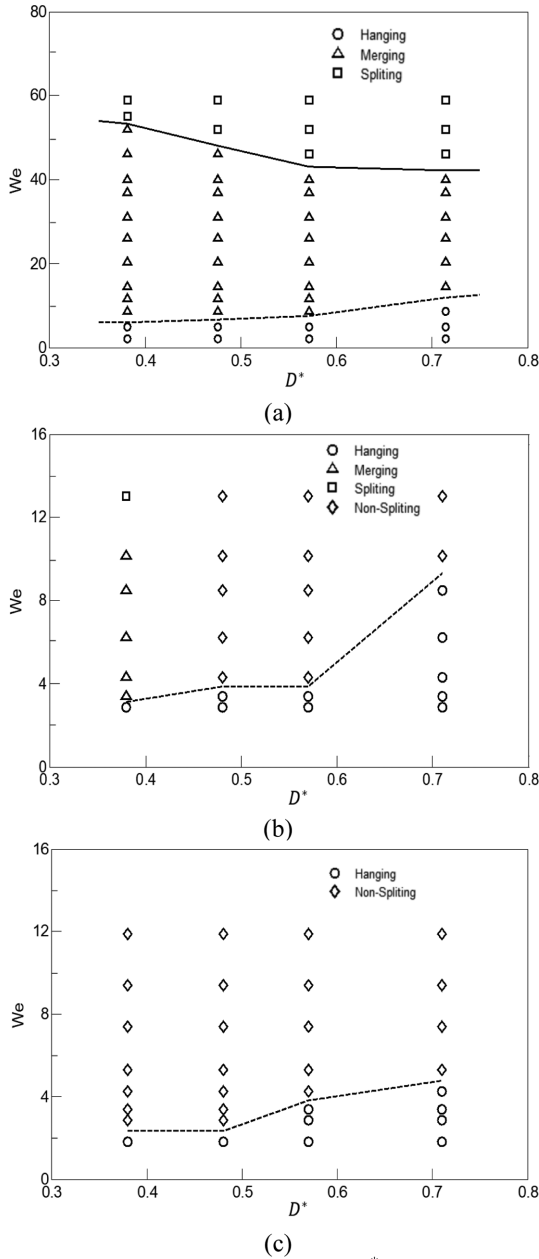 80
60
40
20
0
We
Hanging
Merging
Spliting
0.3 0.4 0.5 0.6 0.7 0.8
D*
(a)
16
12
8
4
0
We
Hanging
Merging
Spliting
Non-Spliting
0.3 0.4 0.5 0.6 0.7 0.8
D*
(b)
16
12
8
4
0
We
Hanging
Non-Spliting
0.3 0.4 0.5 0.6 0.7 0.8
D*
(c)
*